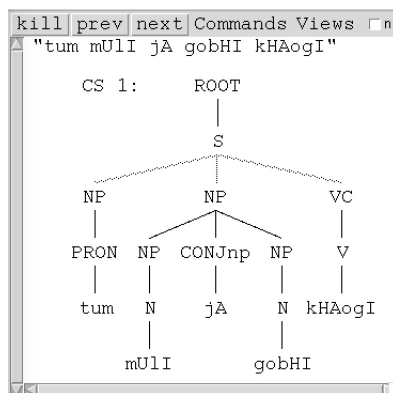 kill prev next Commands Views n
"tum mUlI jA gobHI kHAogI"
CS 1: ROOT
S
NP NP VC
PRON NP CONJnp NP V
tum N jA N kHAogI
mUlI gobHI